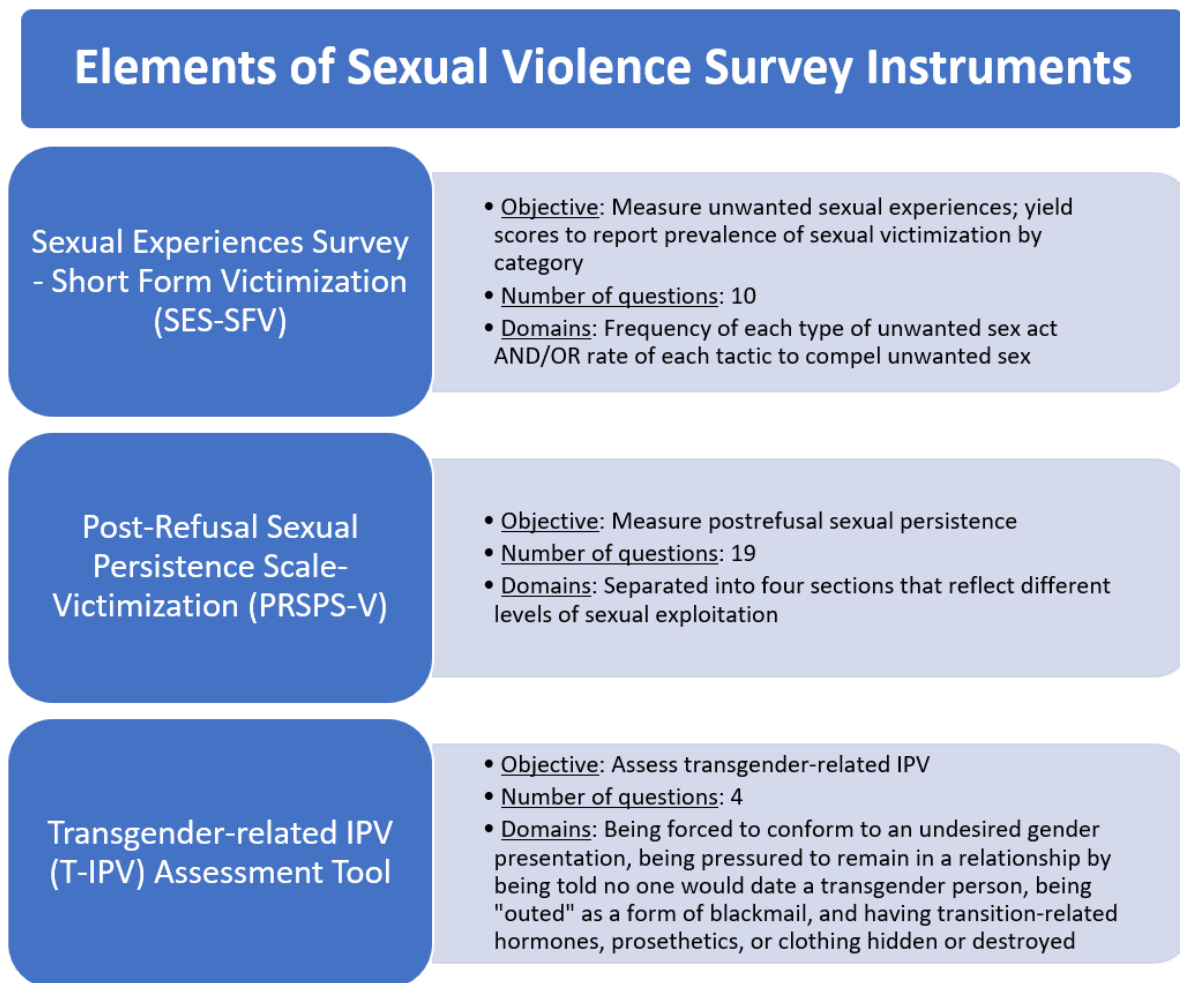 Elements of Sexual Violence Survey Instruments
Sexual Experiences Survey
- Short Form Victimization
(SES-SFV)
• Objective: Measure unwanted sexual experiences; yield
scores to report prevalence of sexual victimization by
category
• Number of questions: 10
• Domains: Frequency of each type of unwanted sex act
AND/OR rate of each tactic to compel unwanted sex
Post-Refusal Sexual
Persistence Scale-
Victimization (PRSPS-V)
• Objective: Measure postrefusal sexual persistence
• Number of questions: 19
• Domains: Separated into four sections that reflect different
levels of sexual exploitation
Transgender-related IPV
(T-IPV) Assessment Tool
• Objective: Assess transgender-related IPV
• Number of questions: 4
• Domains: Being forced to conform to an undesired gender
presentation, being pressured to remain in a relationship by
being told no one would date a transgender person, being
"outed" as a form of blackmail, and having transition-related
hormones, prosethetics, or clothing hidden or destroyed